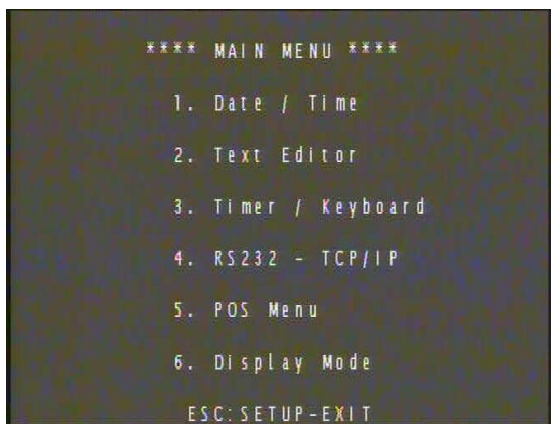 **** MAIN MENU ****
1. Date / Time
2. Text Editor
3. Timer / Keyboard
4. RS232 - TCP/IP
5. POS Menu
6. Display Mode
ESC:SETUP-EXIT